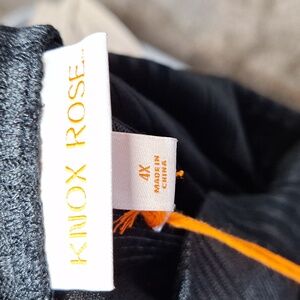 KNOX ROSE
4X
MADE IN
CHINA